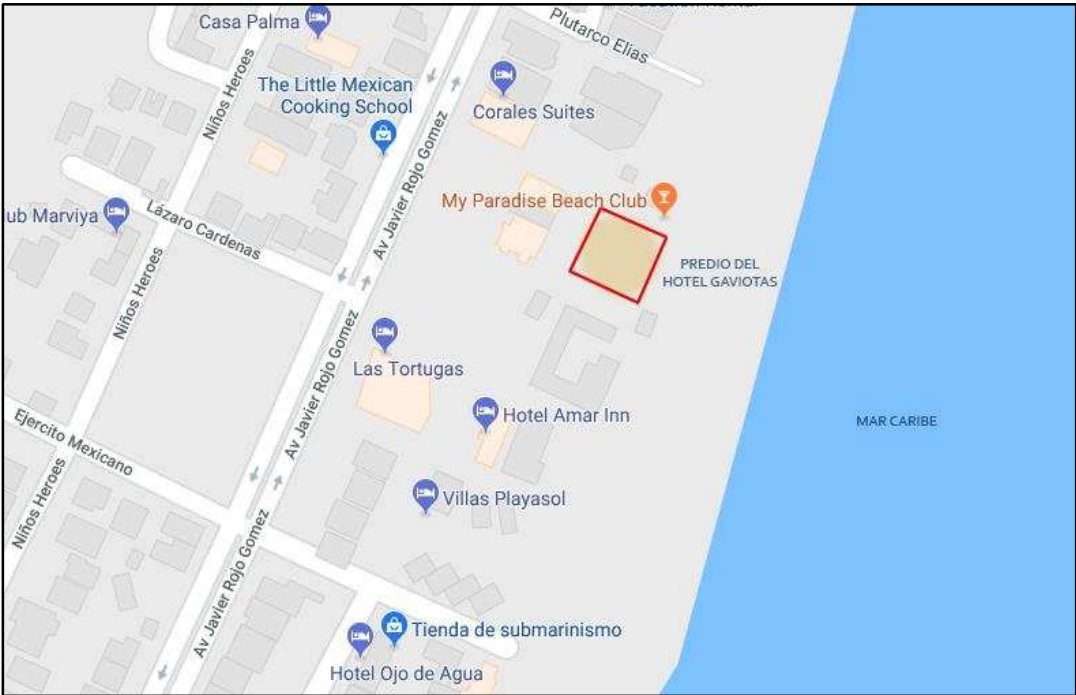 Plutarco Elias
Casa Palma
Niños Heroes
The Little Mexican
Cooking School
Corales Suites
Av Javier Rojo Gomez
My Paradise Beach Club
ub Marviya
Lázaro Cardenas
PREDIO DEL
HOTEL GAVIOTAS
Niños Heroes
Las Tortugas
Av Javier Rojo Gomez
Hotel Amar Inn
MAR CARIBE
Ejercito Mexicano
Niños Heroes
Villas Playasol
Av Javier Rojo Gomez
Tienda de submarinismo
Hotel Ojo de Agua